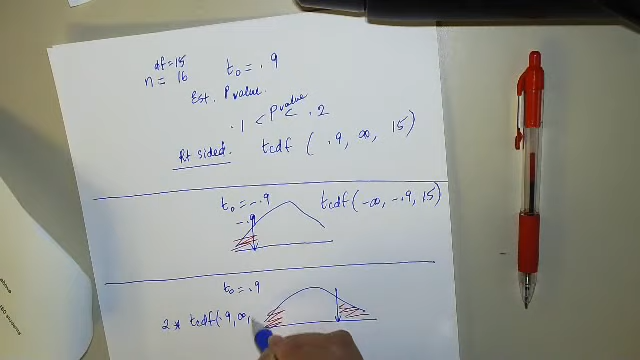 df = 15
n = 16
t₀ = .9
Est. P value.
.1 < P value < .2
Rt sided. tcdf ( .9, ∞, 15)
t₀ = -.9
tcdf(-∞, -.9, 15)
-.9
t₀ = .9
2 * tcdf(.9, ∞,